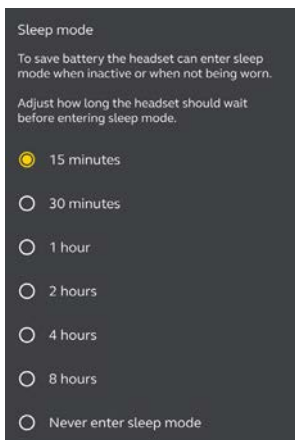 Sleep mode
To save battery the headset can enter sleep
mode when inactive or when not being worn.
Adjust how long the headset should wait
before entering sleep mode.
15 minutes
30 minutes
1 hour
2 hours
4 hours
8 hours
Never enter sleep mode